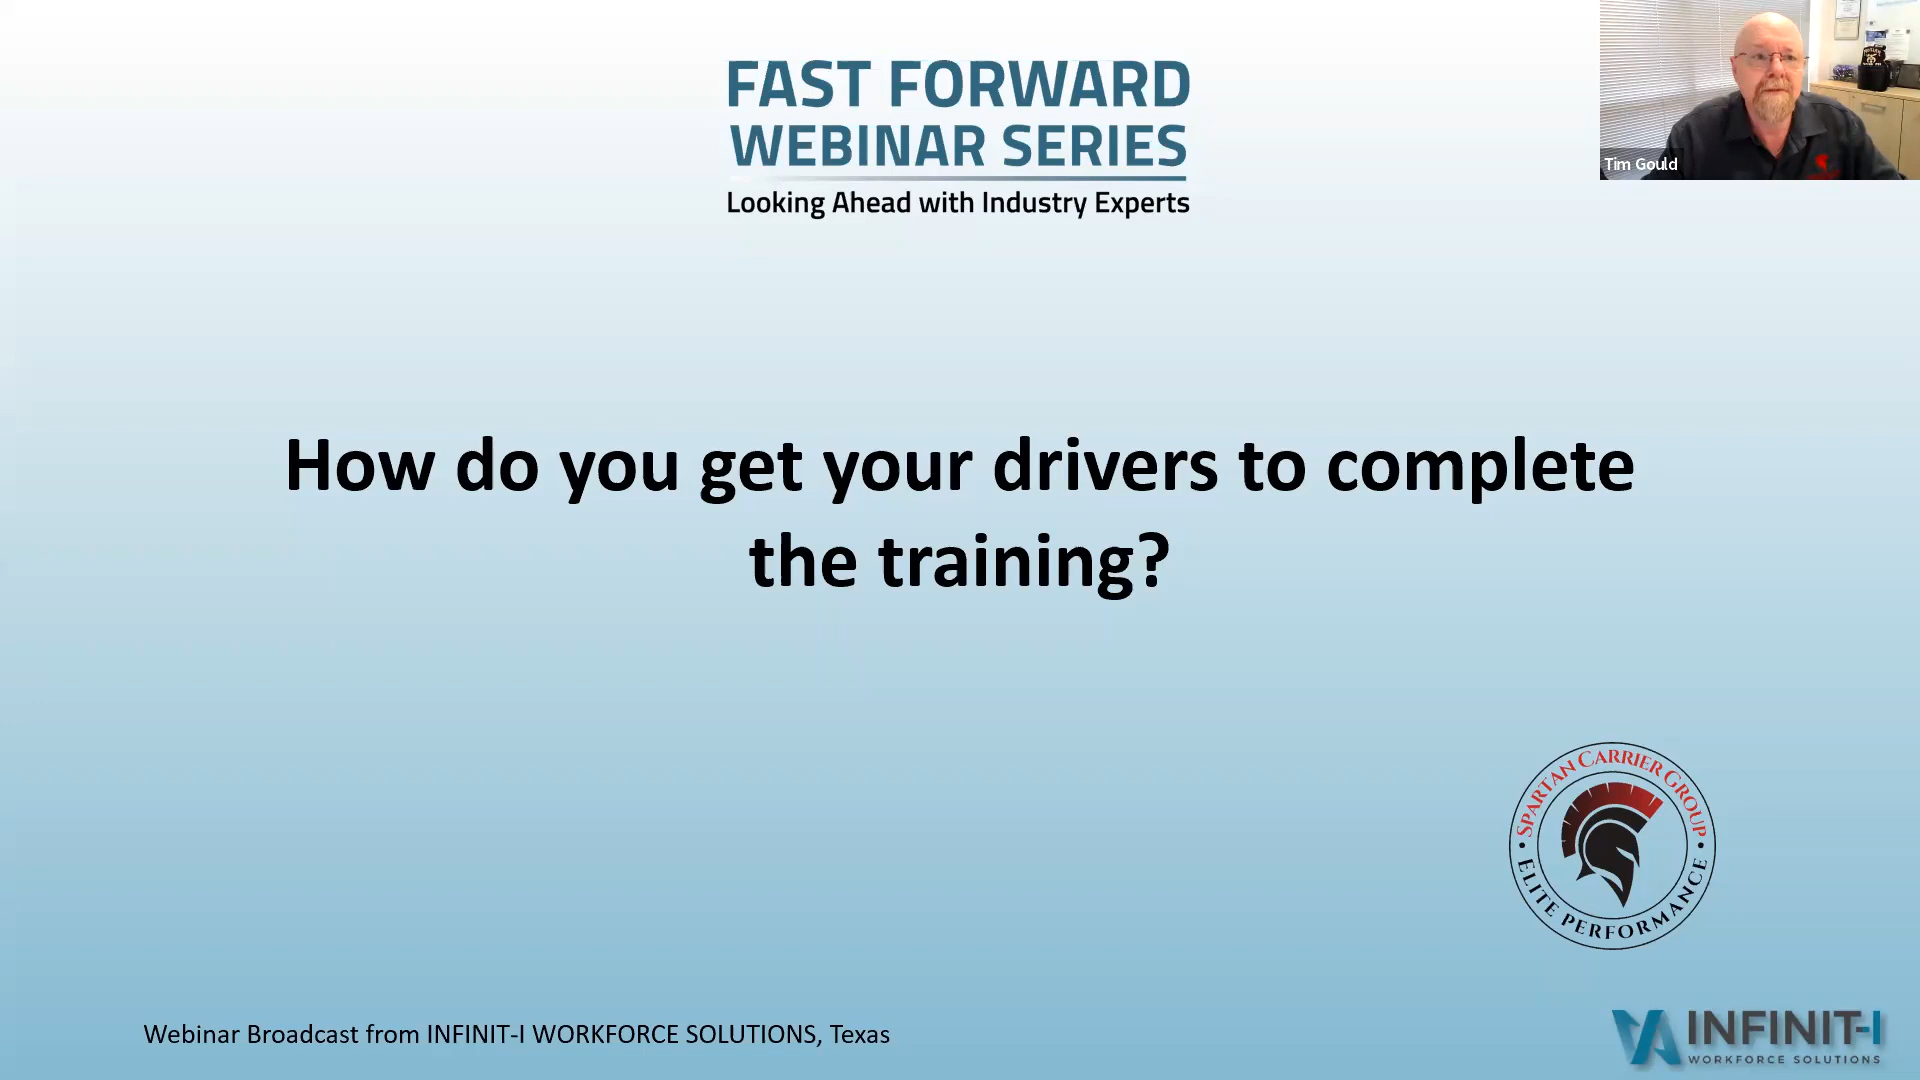 FAST FORWARD
WEBINAR SERIES
Looking Ahead with Industry Experts
Tim Gould
How do you get your drivers to complete
the training?
SPARTAN CARRIER GROUP
• ELITE PERFORMANCE •
Webinar Broadcast from INFINIT-I WORKFORCE SOLUTIONS, Texas
INFINIT-I
WORKFORCE SOLUTIONS